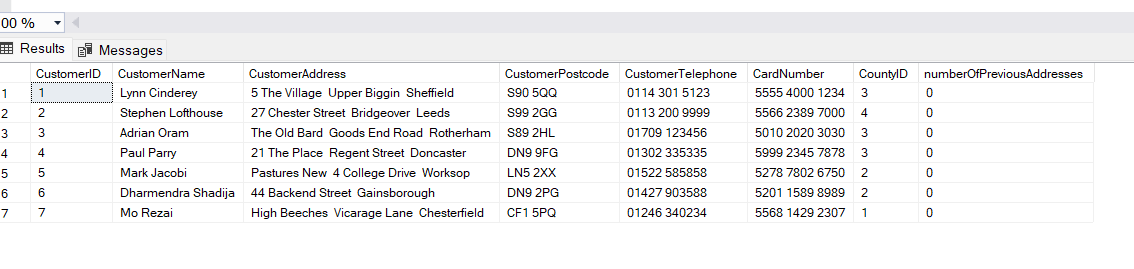 00 %
Results Messages
CustomerID CustomerName CustomerAddress CustomerPostcode CustomerTelephone CardNumber CountyID numberOfPreviousAddresses
1 1 Lynn Cinderey 5 The Village Upper Biggin Sheffield S90 5QQ 0114 301 5123 5555 4000 1234 3 0
2 2 Stephen Lofthouse 27 Chester Street Bridgeover Leeds S99 2GG 0113 200 9999 5566 2389 7000 4 0
3 3 Adrian Oram The Old Bard Goods End Road Rotherham S89 2HL 01709 123456 5010 2020 3030 3 0
4 4 Paul Parry 21 The Place Regent Street Doncaster DN9 9FG 01302 335335 5999 2345 7878 3 0
5 5 Mark Jacobi Pastures New 4 College Drive Worksop LN5 2XX 01522 585858 5278 7802 6750 2 0
6 6 Dharmendra Shadija 44 Backend Street Gainsborough DN9 2PG 01427 903588 5201 1589 8989 2 0
7 7 Mo Rezai High Beeches Vicarage Lane Chesterfield CF1 5PQ 01246 340234 5568 1429 2307 1 0